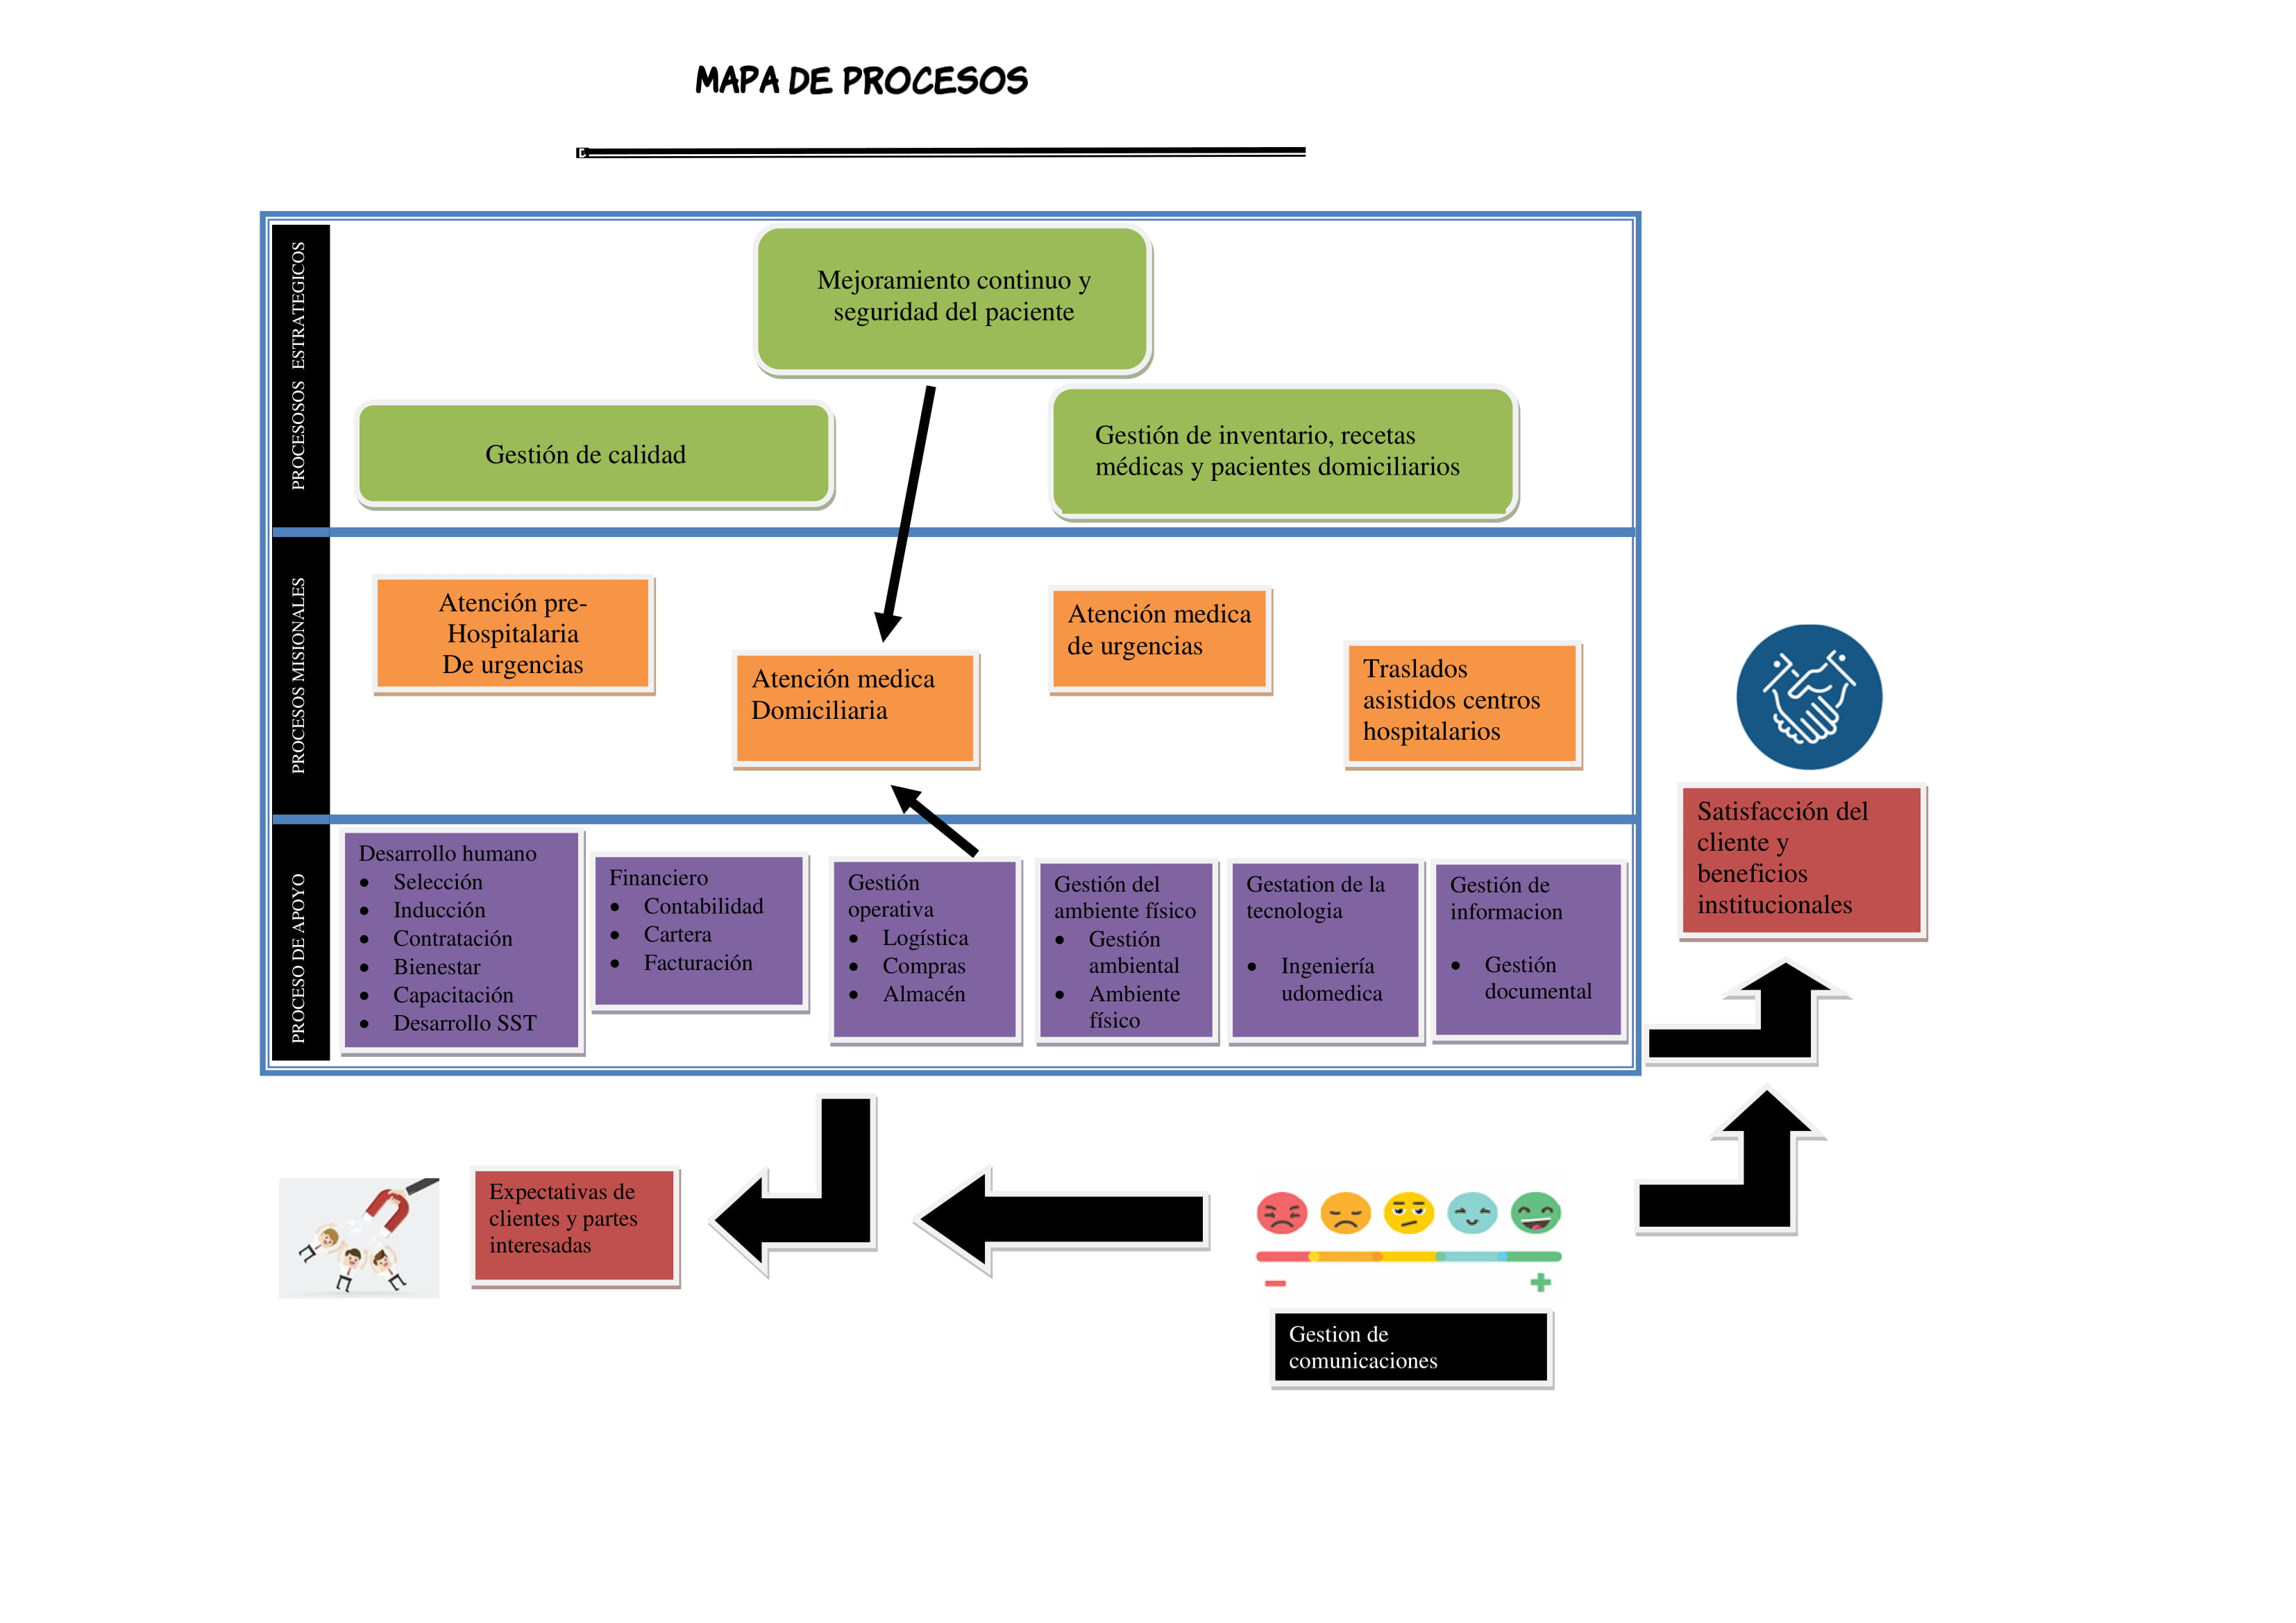 MAPA DE PROCESOS
PROCESOSOS ESTRATEGICOS
Mejoramiento continuo y
seguridad del paciente
Gestión de calidad
Gestión de inventario, recetas
médicas y pacientes domiciliarios
PROCESOS MISIONALES
Atención pre-
Hospitalaria
De urgencias
Atención medica
Domiciliaria
Atención medica
de urgencias
Traslados
asistidos centros
hospitalarios
PROCESO DE APOYO
Desarrollo humano
• Selección
• Inducción
• Contratación
• Bienestar
• Capacitación
• Desarrollo SST
Financiero
• Contabilidad
• Cartera
• Facturación
Gestión
operativa
• Logística
• Compras
• Almacén
Gestión del
ambiente físico
• Gestión
ambiental
• Ambiente
físico
Gestation de la
tecnologia
• Ingeniería
udomedica
Gestión de
informacion
• Gestión
documental
Satisfacción del
cliente y
beneficios
institucionales
Expectativas de
clientes y partes
interesadas
Gestion de
comunicaciones